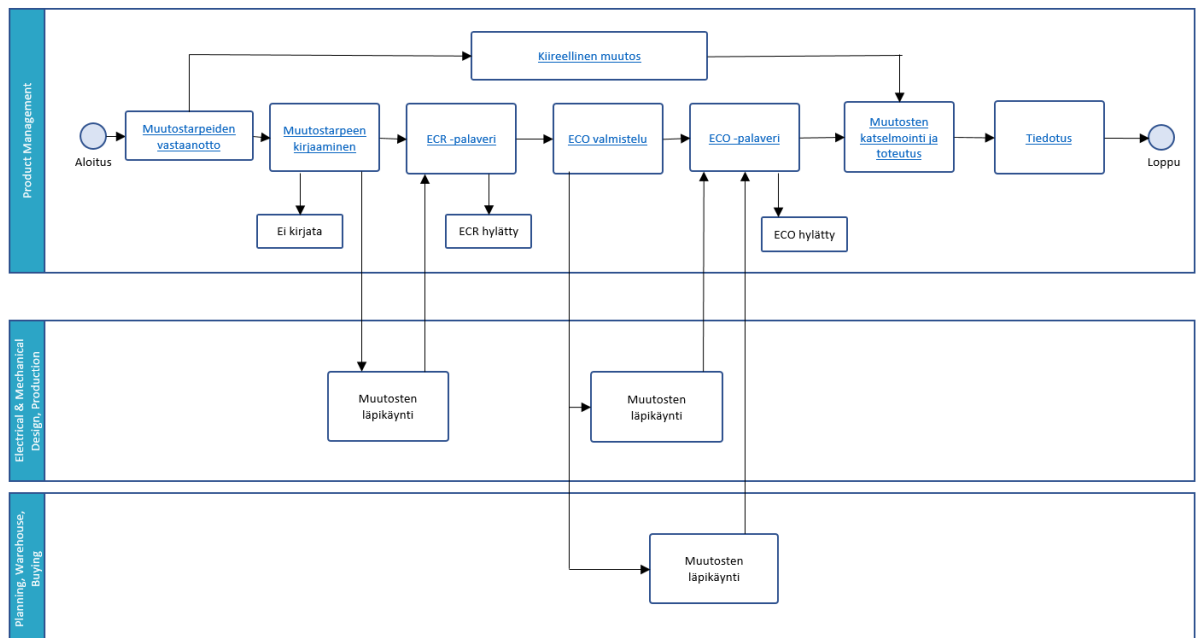 Product Management
Kiireellinen muutos
Aloitus
Muutostarpeiden
vastaanotto
Muutostarpeen
kirjaaminen
ECR -palaveri
ECO valmistelu
ECO -palaveri
Muutosten
katselmointi ja
toteutus
Tiedotus
Loppu
Ei kirjata
ECR hylätty
ECO hylätty
Electrical & Mechanical
Design, Production
Muutosten
läpikäynti
Muutosten
läpikäynti
Planning, Warehouse,
Buying
Muutosten
läpikäynti